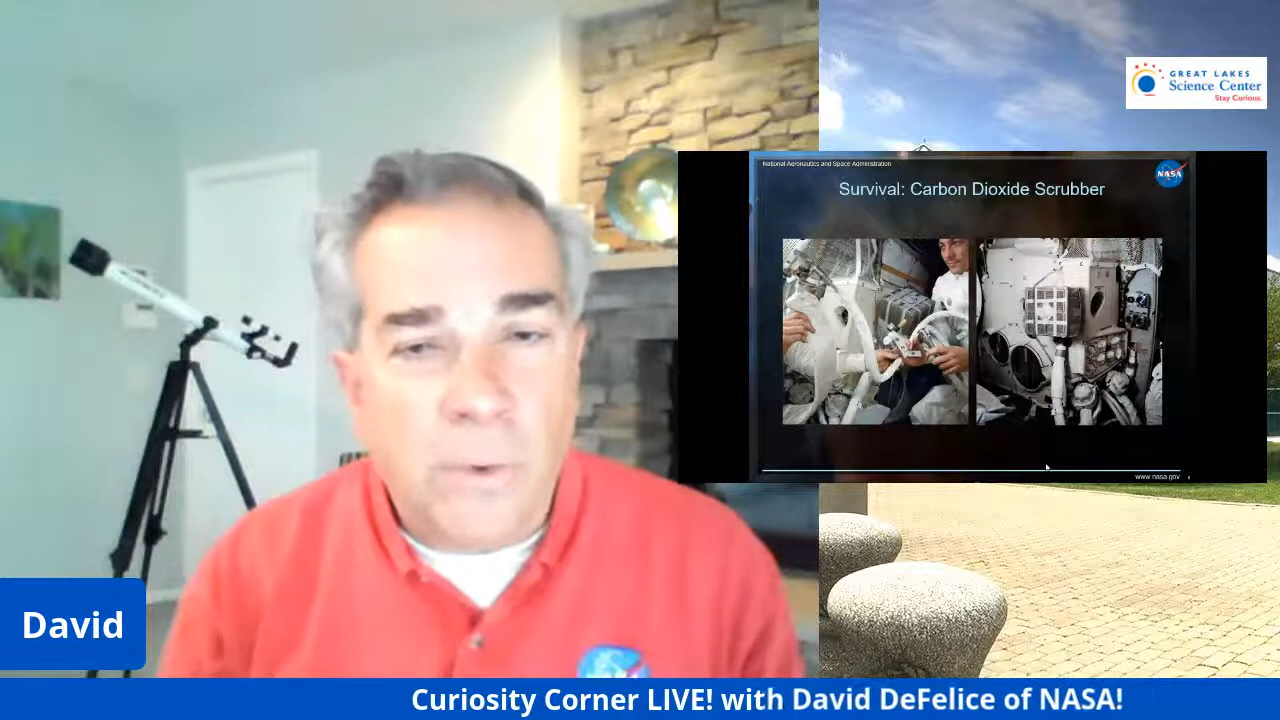 GREAT LAKES
Science Center
Stay Curious.
National Aeronautics and Space Administration
NASA
Survival: Carbon Dioxide Scrubber
www.nasa.gov
David
Curiosity Corner LIVE! with David DeFelice of NASA!